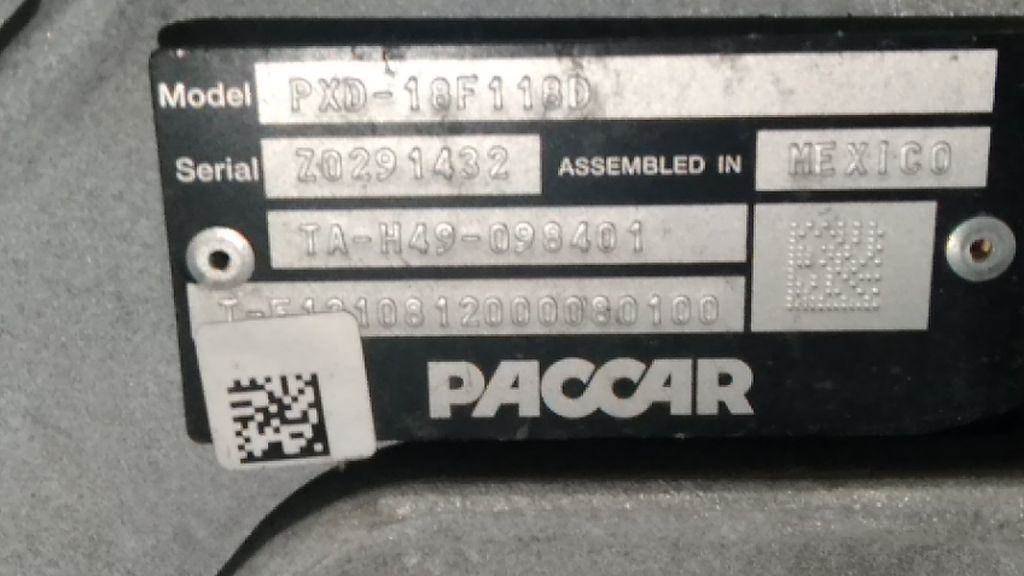 Model PXD-18F118D
Serial Z0291432 ASSEMBLED IN MEXICO
TA-H49-098401
PACCAR